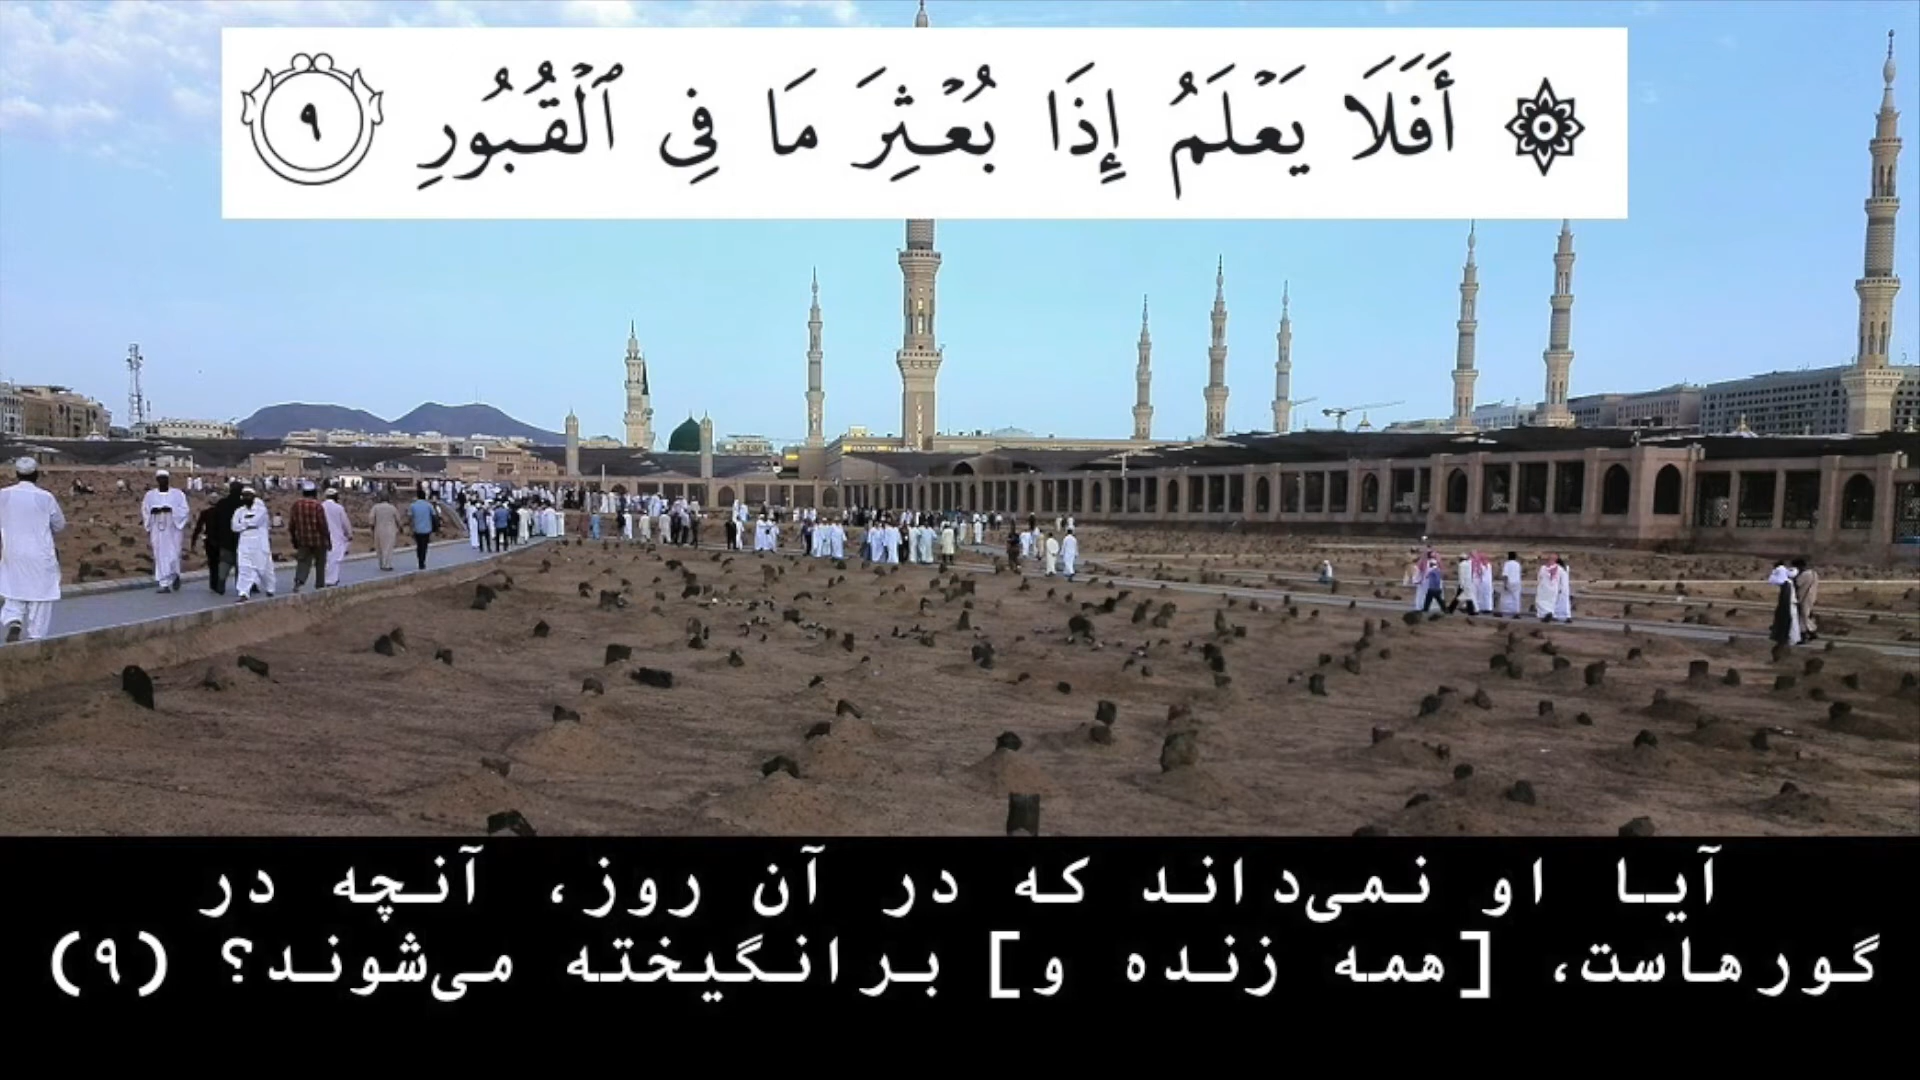 ۞ أَفَلَا يَعْلَمُ إِذَا بُعْثِرَ مَا فِي ٱلْقُبُورِ ٩
آیا او نمی‌داند که در آن روز، آنچه در
گورهاست، [همه زنده و] برانگیخته می‌شوند؟ (۹)